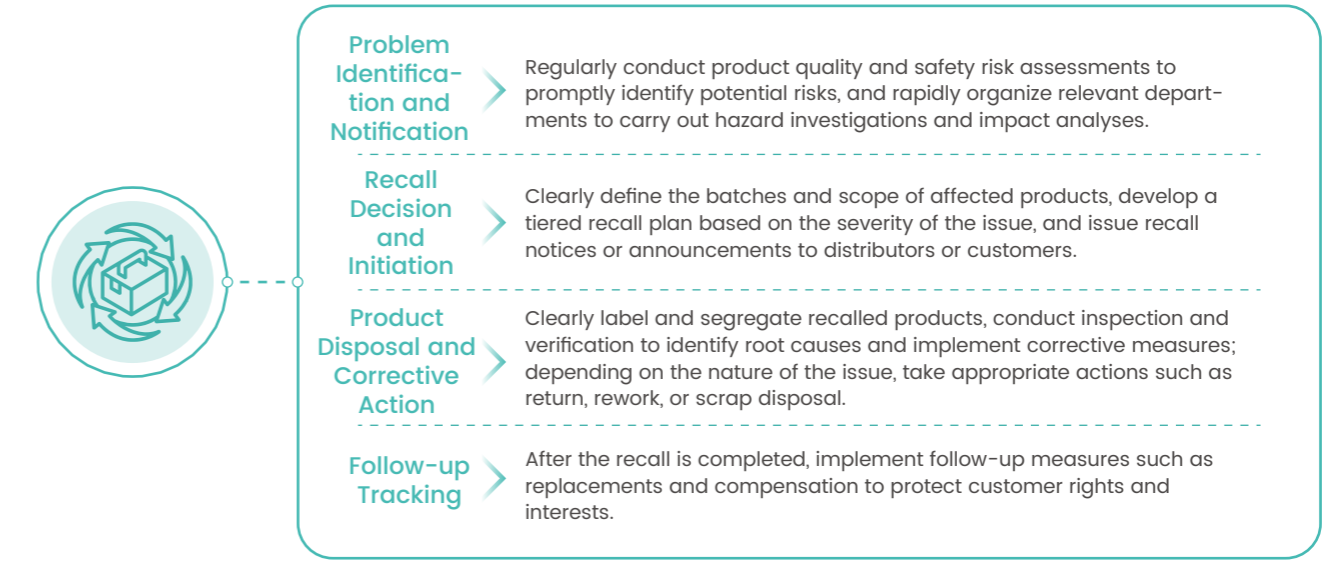 Problem
Identifica-
tion and
Notification
Regularly conduct product quality and safety risk assessments to
promptly identify potential risks, and rapidly organize relevant depart-
ments to carry out hazard investigations and impact analyses.
Recall
Decision
and
Initiation
Clearly define the batches and scope of affected products, develop a
tiered recall plan based on the severity of the issue, and issue recall
notices or announcements to distributors or customers.
Product
Disposal and
Corrective
Action
Clearly label and segregate recalled products, conduct inspection and
verification to identify root causes and implement corrective measures;
depending on the nature of the issue, take appropriate actions such as
return, rework, or scrap disposal.
Follow-up
Tracking
After the recall is completed, implement follow-up measures such as
replacements and compensation to protect customer rights and
interests.